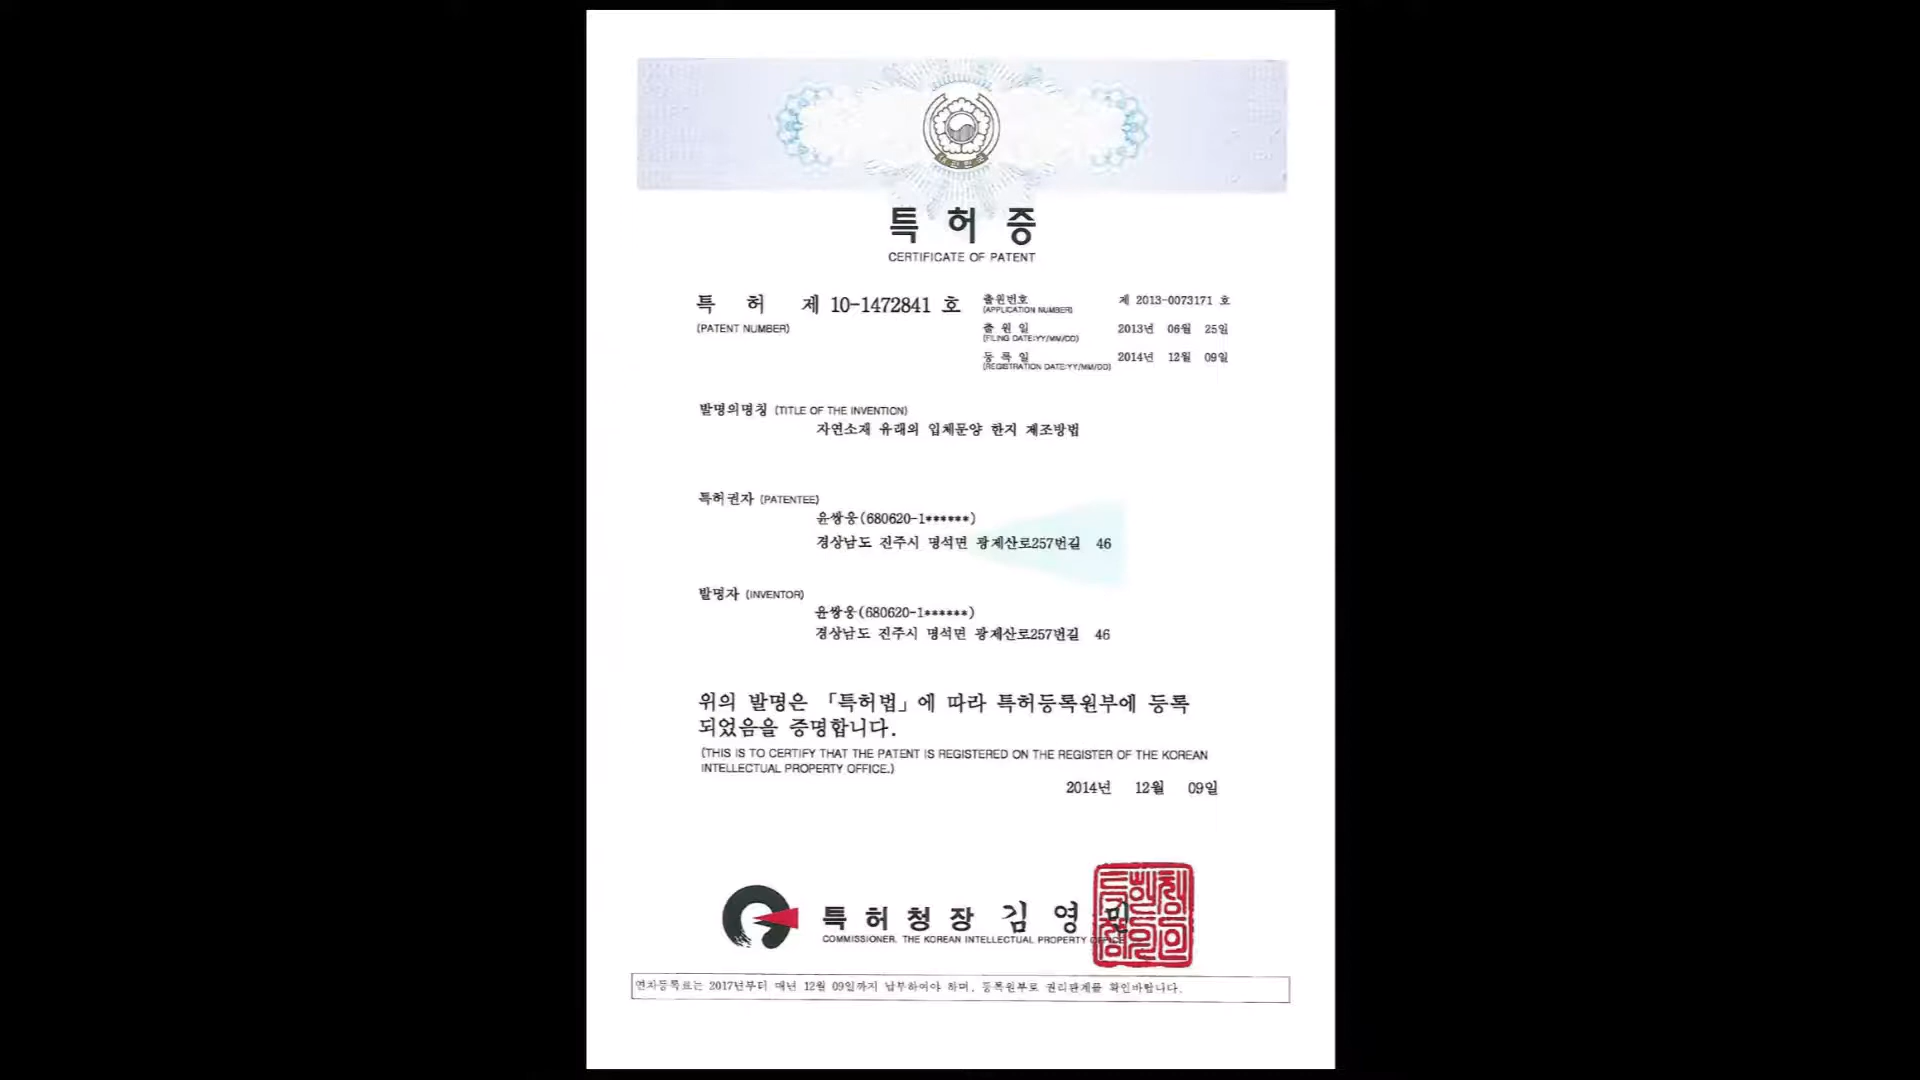 특 허 증
CERTIFICATE OF PATENT
특 허 제 10-1472841 호
(PATENT NUMBER)
출원번호 제 2013-0073171 호
(APPLICATION NUMBER)
출 원 일 2013년 06월 25일
(FILING DATE:YY/MM/DD)
등 록 일 2014년 12월 09일
(REGISTRATION DATE:YY/MM/DD)
발명의명칭 (TITLE OF THE INVENTION)
자연소재 유래의 입체문양 한지 제조방법
특허권자 (PATENTEE)
윤쌍웅(680620-1******)
경상남도 진주시 명석면 광제산로257번길 46
발명자 (INVENTOR)
윤쌍웅(680620-1******)
경상남도 진주시 명석면 광제산로257번길 46
위의 발명은 「특허법」에 따라 특허등록원부에 등록
되었음을 증명합니다.
(THIS IS TO CERTIFY THAT THE PATENT IS REGISTERED ON THE REGISTER OF THE KOREAN
INTELLECTUAL PROPERTY OFFICE.)
2014년 12월 09일
특 허 청 장 김 영 민
COMMISSIONER, THE KOREAN INTELLECTUAL PROPERTY OFFICE
연차등록료는 2017년부터 매년 12월 09일까지 납부하여야 하며, 등록원부로 권리관계를 확인바랍니다.